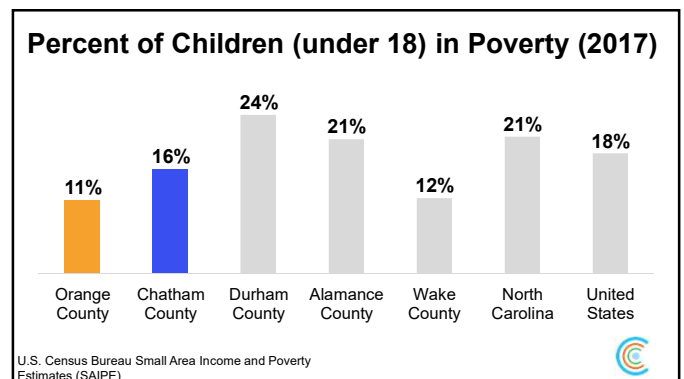 Percent of Children (under 18) in Poverty (2017)
24%
21%
21%
18%
16%
12%
11%
Orange County
Chatham County
Durham County
Alamance County
Wake County
North Carolina
United States
U.S. Census Bureau Small Area Income and Poverty
Estimates (SAIPE)